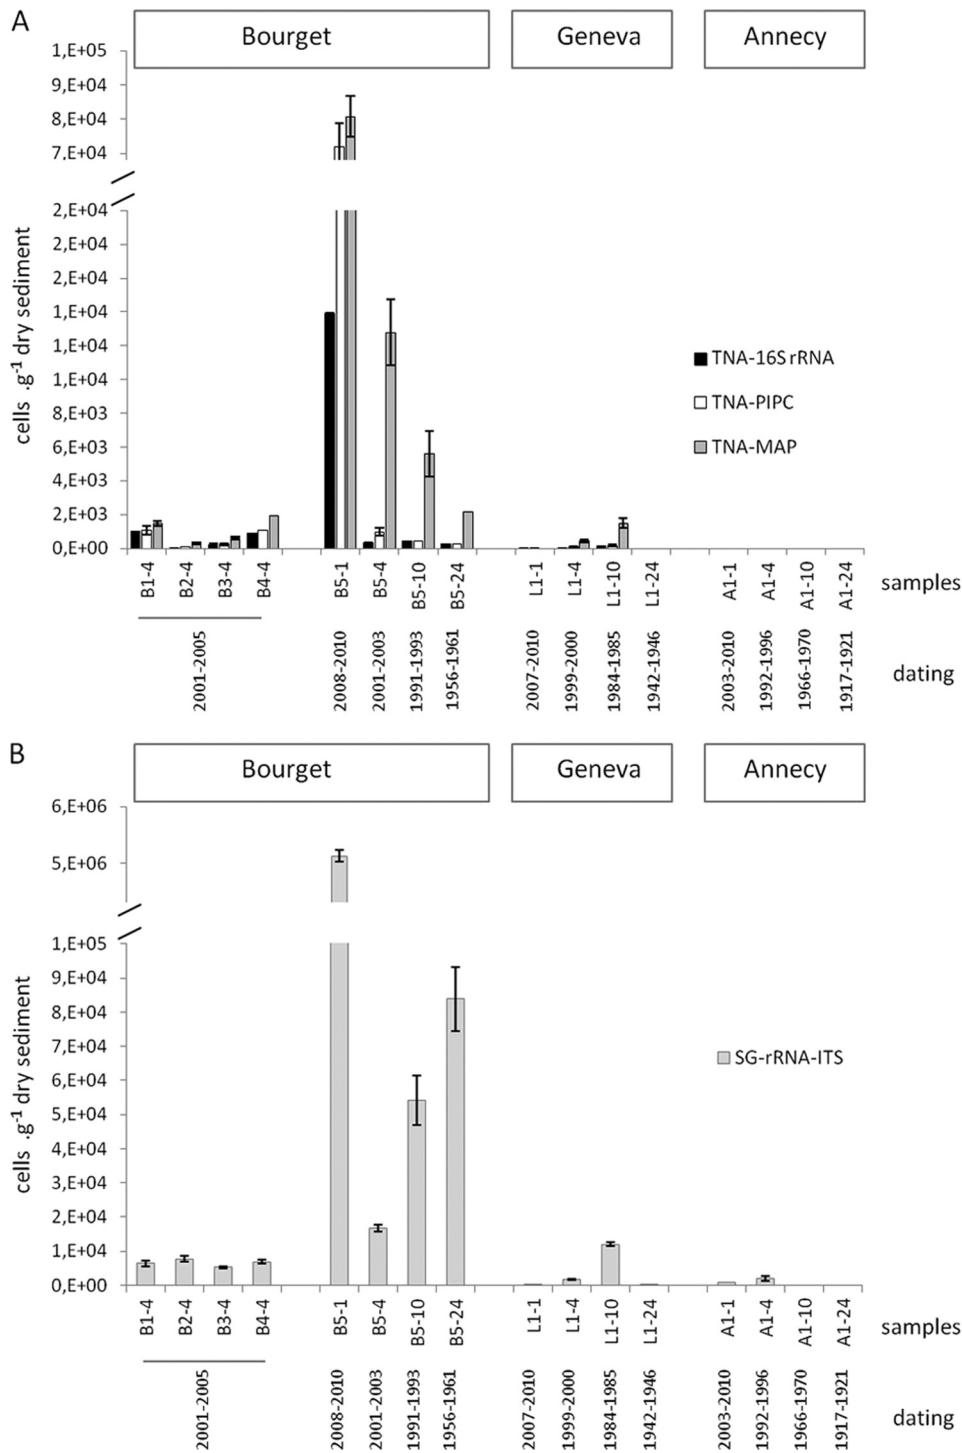 A
Bourget
Geneva
Annecy
1,E+05
9,E+04
8,E+04
7,E+04
2,E+04
2,E+04
2,E+04
1,E+04
1,E+04
1,E+04
8,E+03
6,E+03
4,E+03
2,E+03
0,E+00
cells .g-1 dry sediment
TNA-16S rRNA
TNA-PIPC
TNA-MAP
B1-4
B2-4
B3-4
B4-4
B5-1
B5-4
B5-10
B5-24
L1-1
L1-4
L1-10
L1-24
A1-1
A1-4
A1-10
A1-24
samples
2001-2005
2008-2010
2001-2003
1991-1993
1956-1961
2007-2010
1999-2000
1984-1985
1942-1946
2003-2010
1992-1996
1966-1970
1917-1921
dating
B
Bourget
Geneva
Annecy
6,E+06
5,E+06
1,E+05
9,E+04
8,E+04
7,E+04
6,E+04
5,E+04
4,E+04
3,E+04
2,E+04
1,E+04
0,E+00
cells .g-1 dry sediment
SG-rRNA-ITS
B1-4
B2-4
B3-4
B4-4
B5-1
B5-4
B5-10
B5-24
L1-1
L1-4
L1-10
L1-24
A1-1
A1-4
A1-10
A1-24
samples
2001-2005
2008-2010
2001-2003
1991-1993
1956-1961
2007-2010
1999-2000
1984-1985
1942-1946
2003-2010
1992-1996
1966-1970
1917-1921
dating